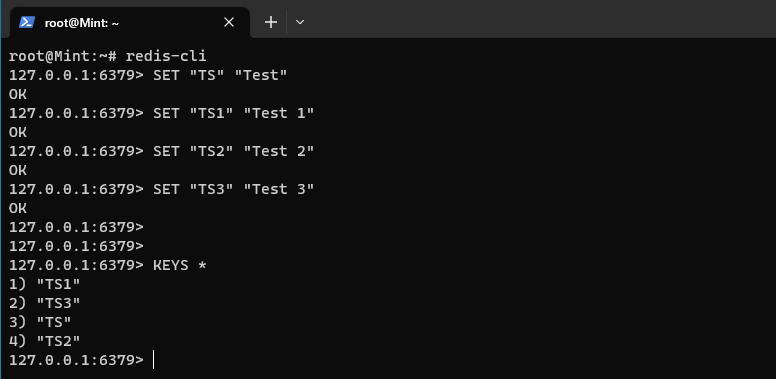 root@Mint: ~
root@Mint:~# redis-cli
127.0.0.1:6379> SET "TS" "Test"
OK
127.0.0.1:6379> SET "TS1" "Test 1"
OK
127.0.0.1:6379> SET "TS2" "Test 2"
OK
127.0.0.1:6379> SET "TS3" "Test 3"
OK
127.0.0.1:6379>
127.0.0.1:6379>
127.0.0.1:6379> KEYS *
1) "TS1"
2) "TS3"
3) "TS"
4) "TS2"
127.0.0.1:6379>